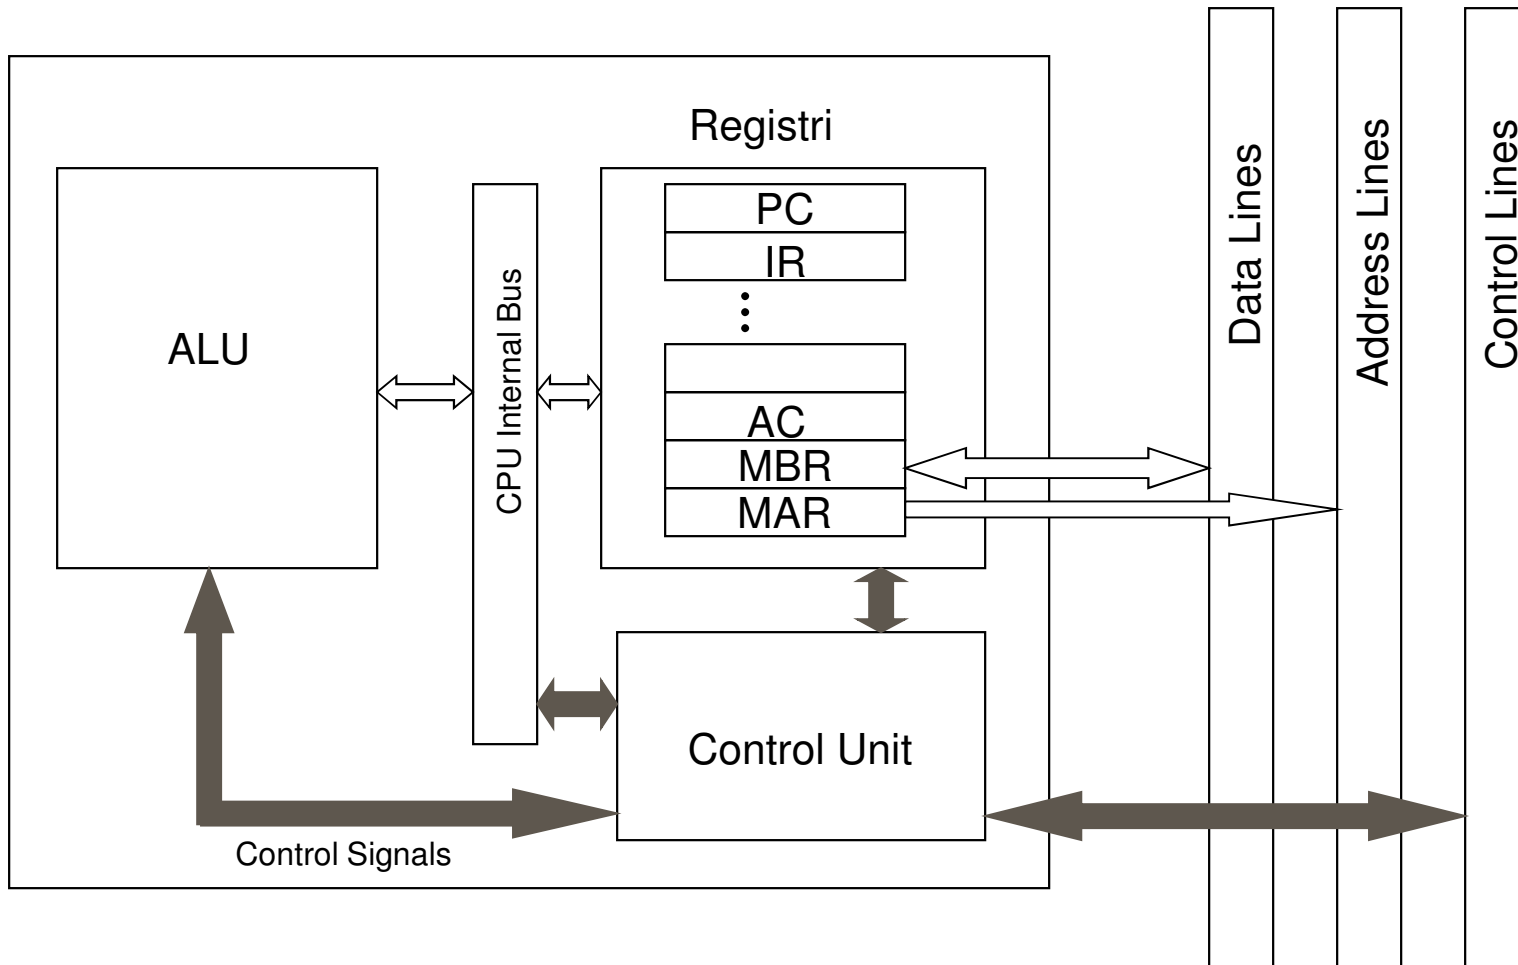 Registri
ALU
CPU Internal Bus
PC
IR
AC
MBR
MAR
Control Unit
Control Signals
Data Lines
Address Lines
Control Lines